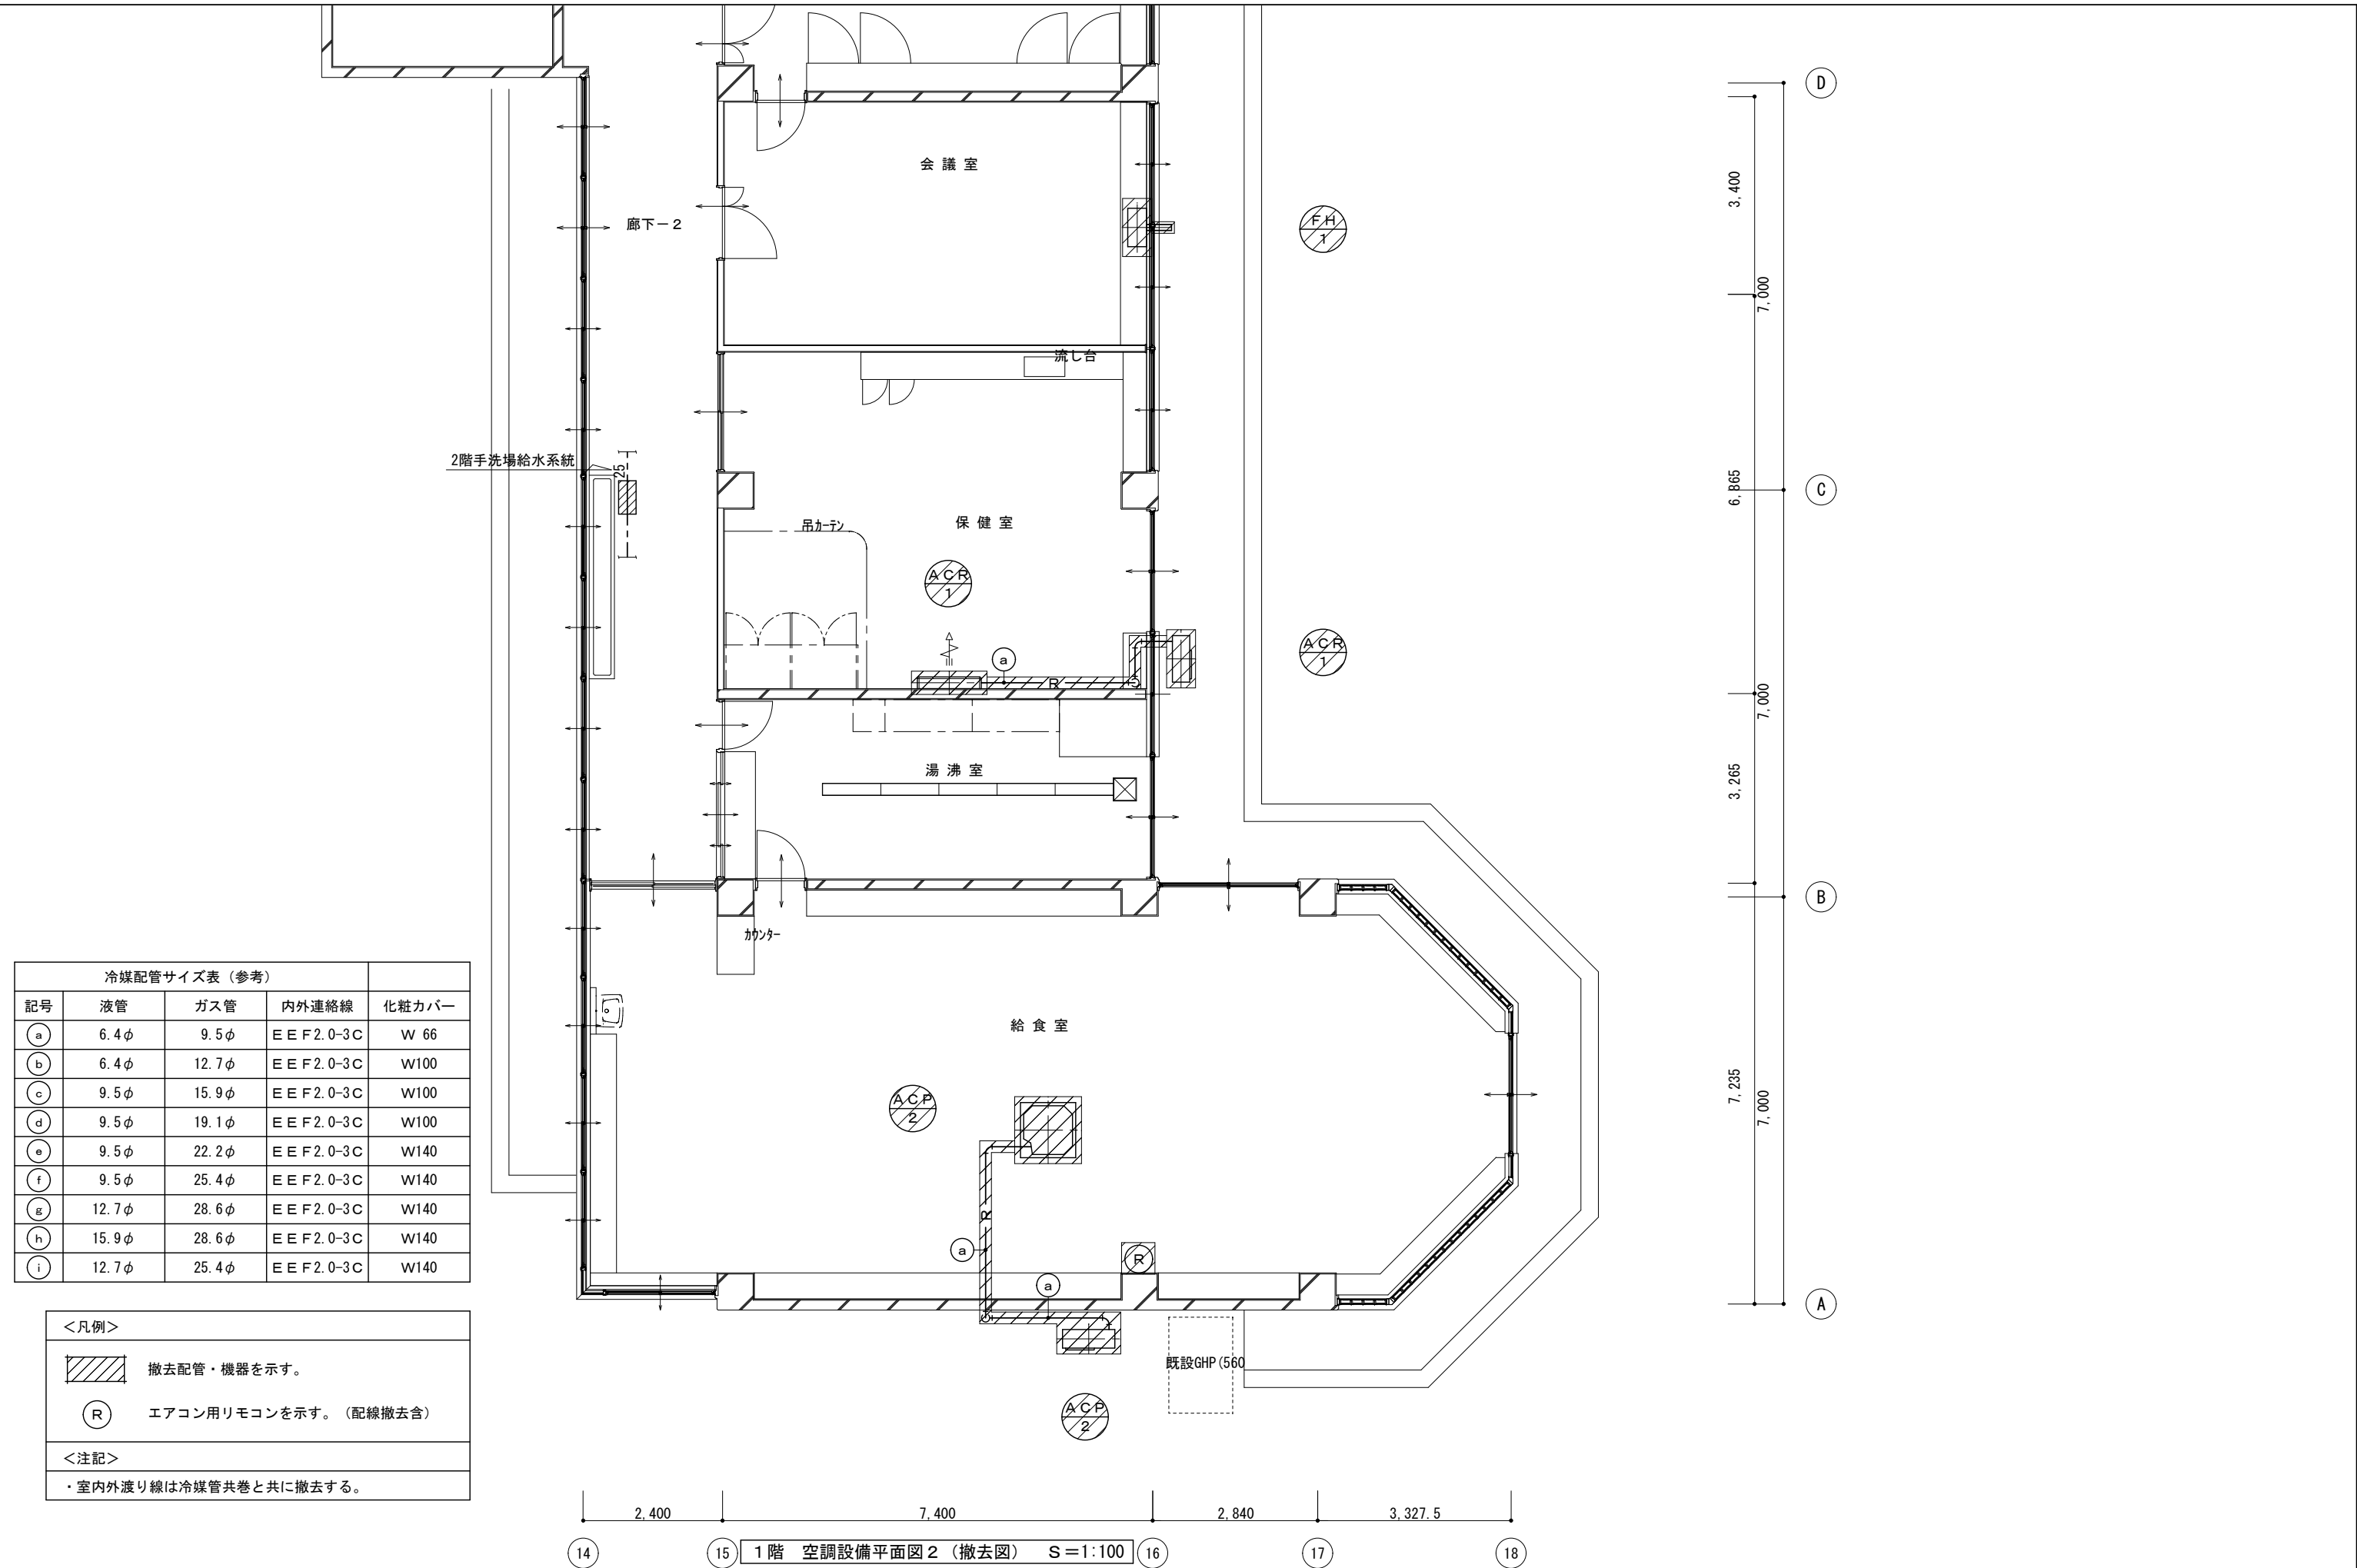 D
会議室
3,400
廊下－2
FH
1
7,000
流し台
2階手洗場給水系統
25
6,865
C
吊カーテン
保健室
ACR
1
ACR
1
a
R
7,000
湯沸室
3,265
B
カウンター
冷媒配管サイズ表（参考）
記号 液管 ガス管 内外連絡線 化粧カバー
a 6.4φ 9.5φ EEF2.0-3C W 66
b 6.4φ 12.7φ EEF2.0-3C W100
c 9.5φ 15.9φ EEF2.0-3C W100
d 9.5φ 19.1φ EEF2.0-3C W100
e 9.5φ 22.2φ EEF2.0-3C W140
f 9.5φ 25.4φ EEF2.0-3C W140
g 12.7φ 28.6φ EEF2.0-3C W140
h 15.9φ 28.6φ EEF2.0-3C W140
i 12.7φ 25.4φ EEF2.0-3C W140
給食室
ACP
2
7,235
7,000
R
a
R
a
A
既設GHP(560
ACP
2
＜凡例＞
撤去配管・機器を示す。
R エアコン用リモコンを示す。（配線撤去含）
＜注記＞
・室内外渡り線は冷媒管共巻と共に撤去する。
2,400 7,400 2,840 3,327.5
14 15 1階 空調設備平面図2（撤去図） S＝1:100 16 17 18